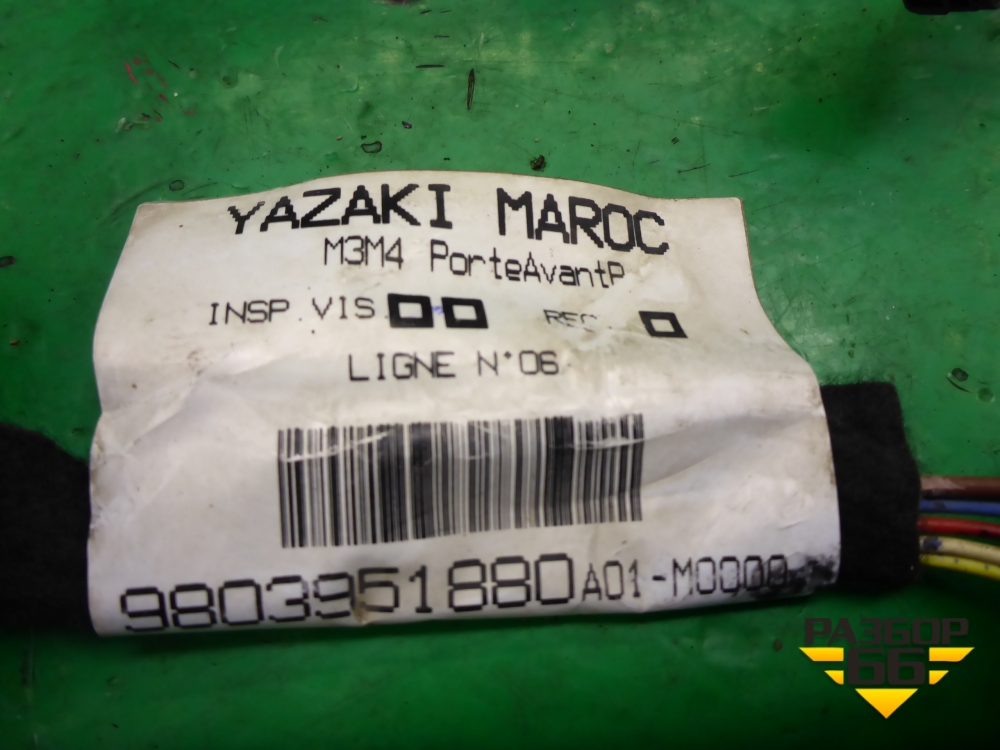 YAZAKI MAROC
M3M4 PorteAvantP
INSP.VIS REC.
LIGNE N°06
9803951880A01-M0000
РАЗБОР
66